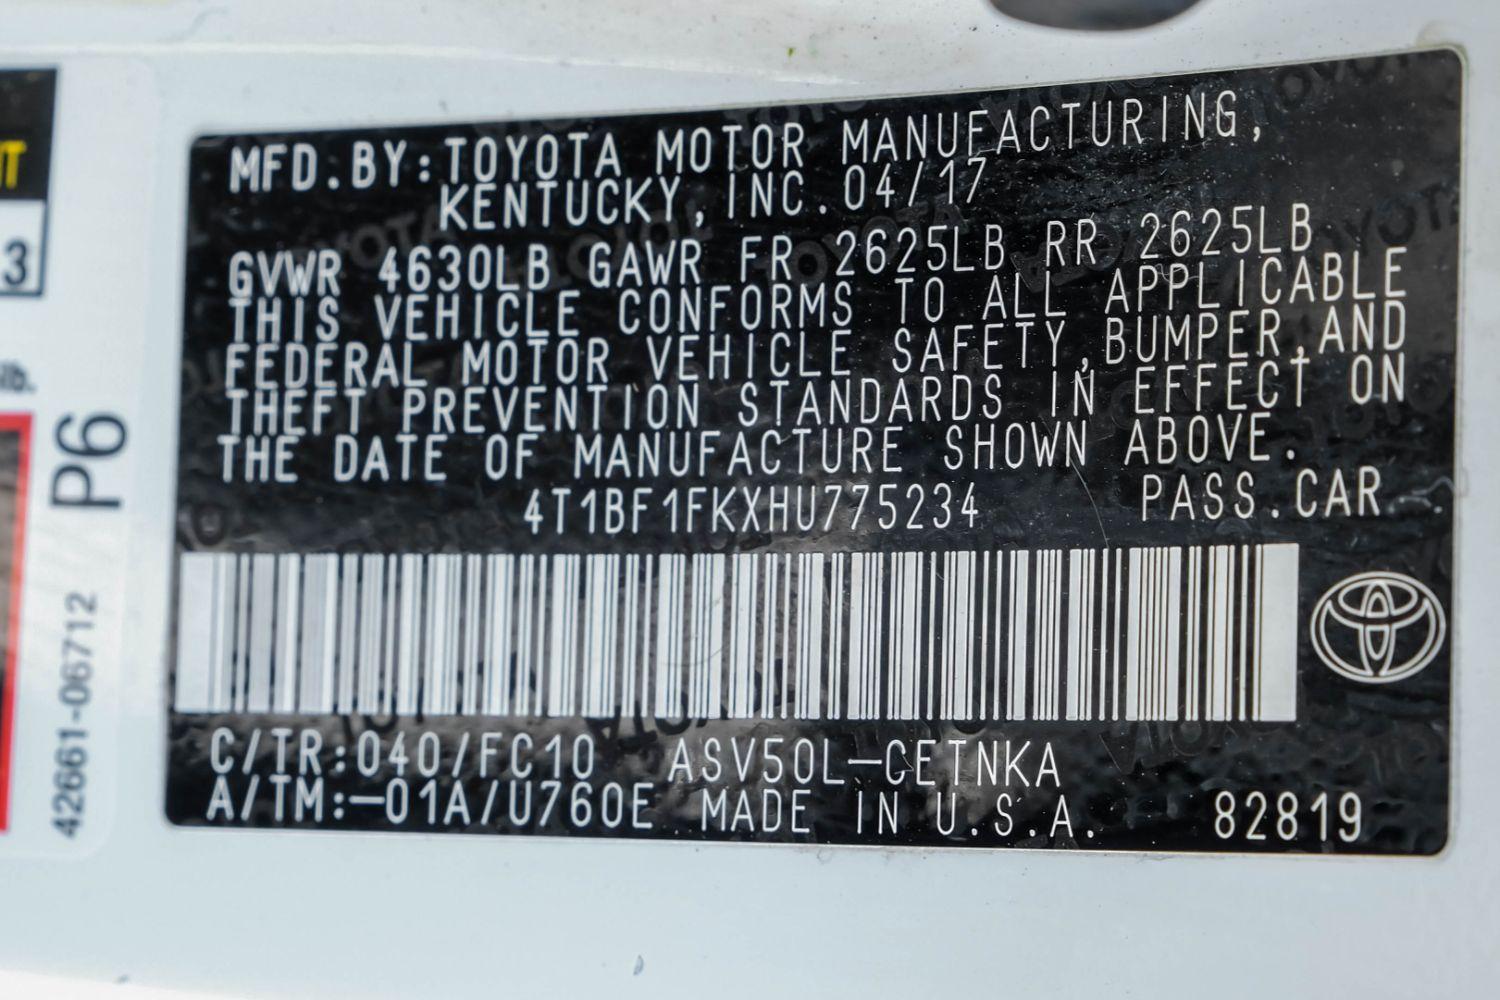 MFD.BY:TOYOTA MOTOR MANUFACTURING,
KENTUCKY,INC.04/17
GVWR 4630LB GAWR FR 2625LB RR 2625LB
THIS VEHICLE CONFORMS TO ALL APPLICABLE
FEDERAL MOTOR VEHICLE SAFETY,BUMPER,AND
THEFT PREVENTION STANDARDS IN EFFECT ON
THE DATE OF MANUFACTURE SHOWN ABOVE.
4T1BF1FKXHU775234 PASS.CAR
C/TR:040/FC10 ASV50L-CETNKA
A/TM:-01A/U760E MADE IN U.S.A. 82819
3
lb.
P6
42661-06712